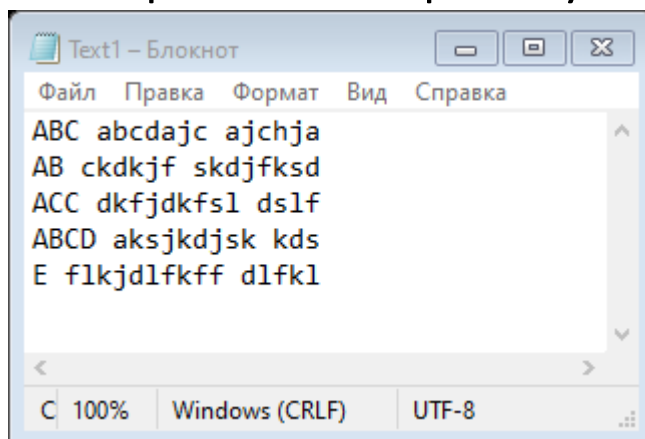 Text1 – Блокнот
Файл Правка Формат Вид Справка
ABC abcdajc ajchja
AB ckdkjf skdjfksd
ACC dkfjdkfsl dslf
ABCD aksjkdjsk kds
E flkjdlfkff dlfkl
С 100% Windows (CRLF) UTF-8